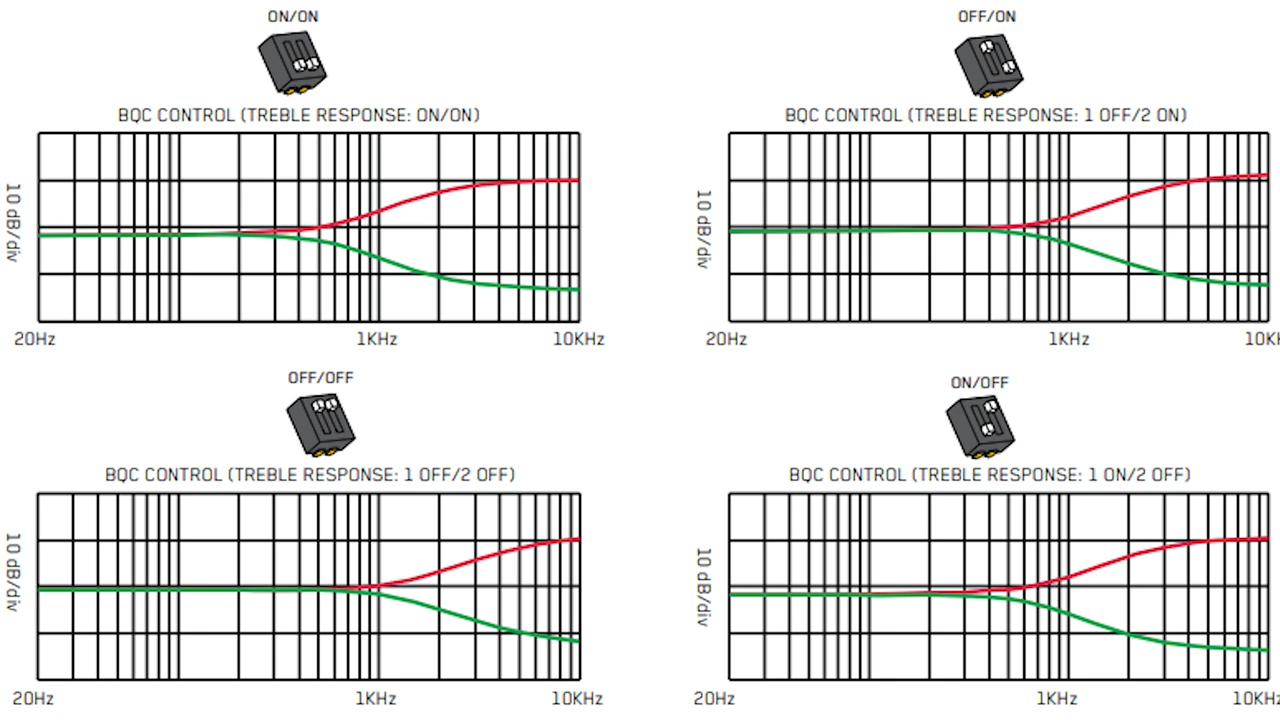 ON/ON
BQC CONTROL (TREBLE RESPONSE: ON/ON)
10 dB/div
20Hz 1KHz 10KHz
OFF/ON
BQC CONTROL (TREBLE RESPONSE: 1 OFF/2 ON)
10 dB/div
20Hz 1KHz 10K
OFF/OFF
BQC CONTROL (TREBLE RESPONSE: 1 OFF/2 OFF)
10 dB/div
20Hz 1KHz 10KHz
ON/OFF
BQC CONTROL (TREBLE RESPONSE: 1 ON/2 OFF)
10 dB/div
20Hz 1KHz 10KHz